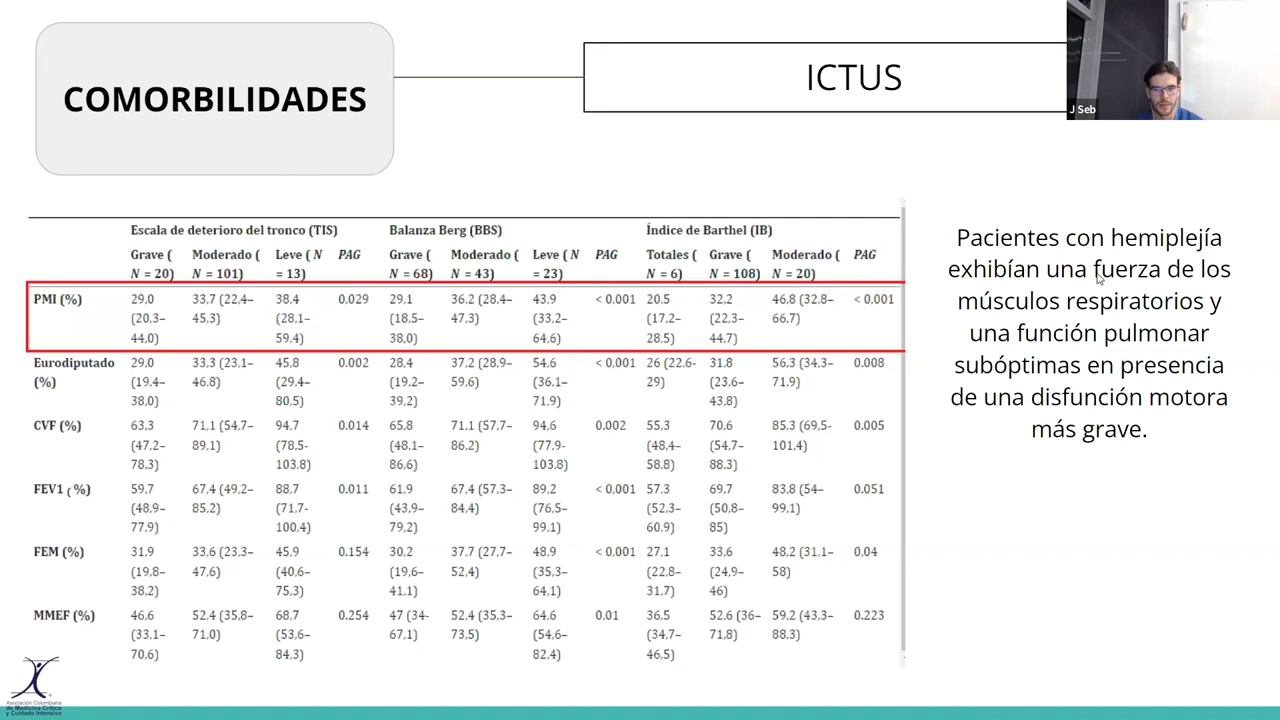 COMORBILIDADES
ICTUS
J Seb
Escala de deterioro del tronco (TIS) Balanza Berg (BBS) Índice de Barthel (IB)
Grave ( Moderado ( Leve ( N PAG Grave ( Moderado ( Leve ( N PAG Totales ( Grave ( Moderado ( PAG
N = 20) N = 101) = 13) N = 68) N = 43) = 23) N = 6) N = 108) N = 20)
PMI (%) 29.0 33.7 (22.4– 38.4 0.029 29,1 36.2 (28.4– 43.9 < 0.001 20.5 32,2 46.8 (32.8– < 0.001
(20,3– 45,3) (28,1– (18.5– 47,3) (33,2– (17.2– (22.3– 66,7)
44,0) 59.4) 38,0) 64,6) 28.5) 44.7)
Eurodiputado 29.0 33.3 (23,1– 45,8 0.002 28,4 37.2 (28,9– 54,6 < 0,001 26 (22,6- 31.8 56,3 (34,3– 0.008
(%) (19.4– 46,8) (29.4– (19.2– 59.6) (36,1– 29) (23.6– 71.9)
38,0) 80,5) 39,2) 71,9) 43,8)
CVF (%) 63,3 71,1 (54,7– 94,7 0.014 65,8 71,1 (57,7– 94,6 0.002 55.3 70.6 85.3 (69,5- 0.005
(47,2– 89,1) (78.5- (48,1– 86,2) (77,9- (48,4– (54,7– 101.4)
78.3) 103.8) 86,6) 103.8) 58.8) 88.3)
FEV1 ( %) 59,7 67,4 (49,2– 88,7 0.011 61,9 67.4 (57,3– 89,2 < 0,001 57,3 69,7 83,8 (54– 0.051
(48,9– 85,2) (71,7- (43,9– 84,4) (76,5– (52,3– (50,8– 99,1)
77,9) 100,4) 79,2) 99,1) 60,9) 85)
FEM (%) 31,9 33,6 (23,3– 45,9 0.154 30,2 37.7 (27,7– 48,9 < 0,001 27,1 33,6 48,2 (31,1– 0,04
(19,8– 47,6) (40,6– (19,6– 52,4) (35,3– (22,8– (24,9– 58)
38.2) 75.3) 41.1) 64,1) 31.7) 46)
MMEF (%) 46.6 52,4 (35,8– 68,7 0.254 47 (34- 52.4 (35,3– 64.6 0.01 36,5 52,6 (36– 59,2 (43,3– 0.223
(33,1– 71,0) (53,6– 67,1) 73,5) (54,6– (34,7– 71,8) 88.3)
70.6) 84,3) 82,4) 46,5)
Pacientes con hemiplejía
exhibían una fuerza de los
músculos respiratorios y
una función pulmonar
subóptimas en presencia
de una disfunción motora
más grave.
Asociación Colombiana
de Medicina Crítica
y Cuidado Intensivo